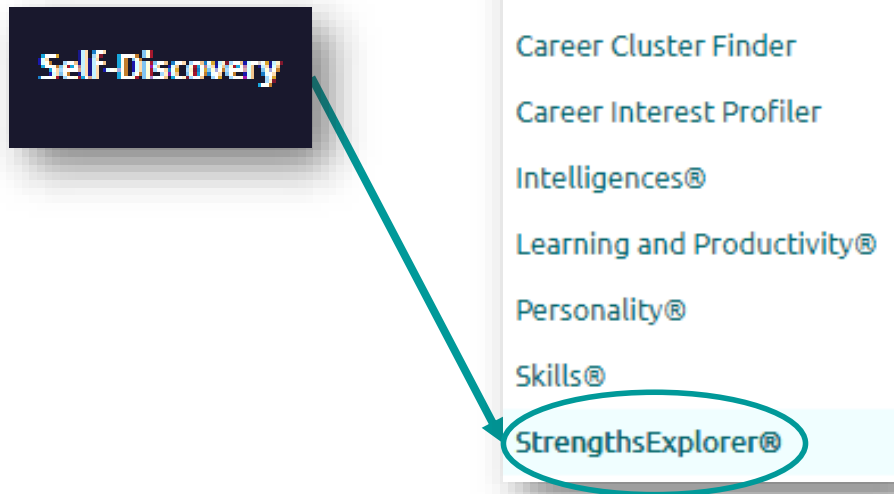 Self-Discovery
Career Cluster Finder
Career Interest Profiler
Intelligences®
Learning and Productivity®
Personality®
Skills®
StrengthsExplorer®